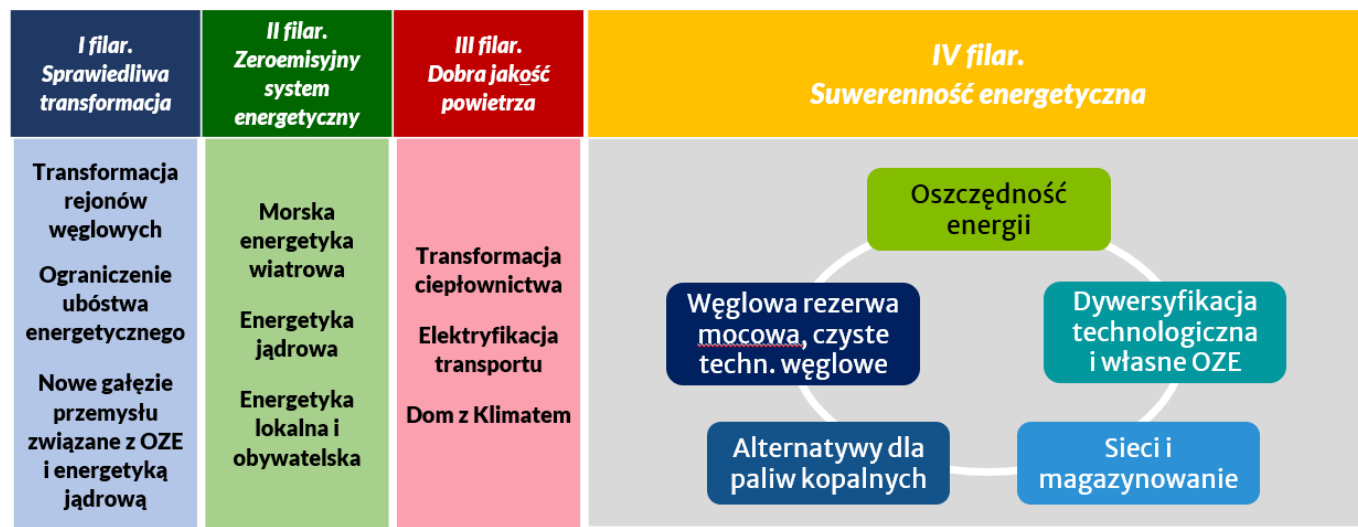 I filar.
Sprawiedliwa
transformacja
Transformacja
rejonów
węglowych
Ograniczenie
ubóstwa
energetycznego
Nowe gałęzie
przemysłu
związane z OZE
i energetyką
jądrową
II filar.
Zeroemisyjny
system
energetyczny
Morska
energetyka
wiatrowa
Energetyka
jądrowa
Energetyka
lokalna i
obywatelska
III filar.
Dobra jakość
powietrza
Transformacja
ciepłownictwa
Elektryfikacja
transportu
Dom z Klimatem
IV filar.
Suwerenność energetyczna
Oszczędność
energii
Węglowa rezerwa
mocowa, czyste
techn. węglowe
Dywersyfikacja
technologiczna
i własne OZE
Alternatywy dla
paliw kopalnych
Sieci i
magazynowanie